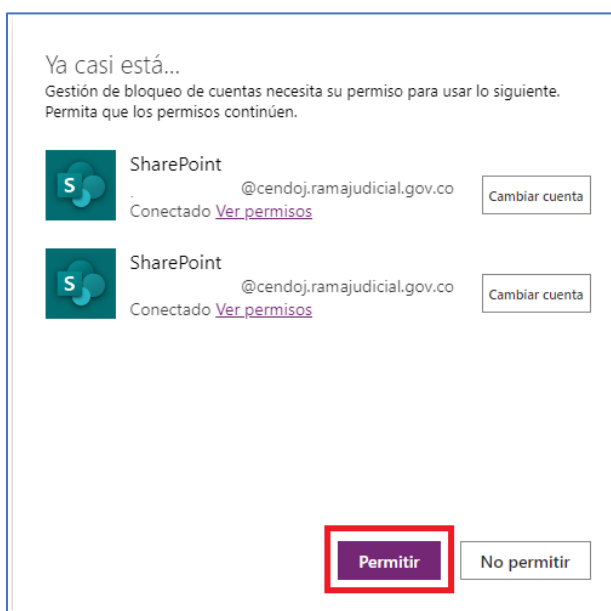 Ya casi está...
Gestión de bloqueo de cuentas necesita su permiso para usar lo siguiente.
Permita que los permisos continúen.
S
SharePoint
. @cendoj.ramajudicial.gov.co
Cambiar cuenta
Conectado Ver permisos
S
SharePoint
@cendoj.ramajudicial.gov.co
Cambiar cuenta
Conectado Ver permisos
Permitir
No permitir